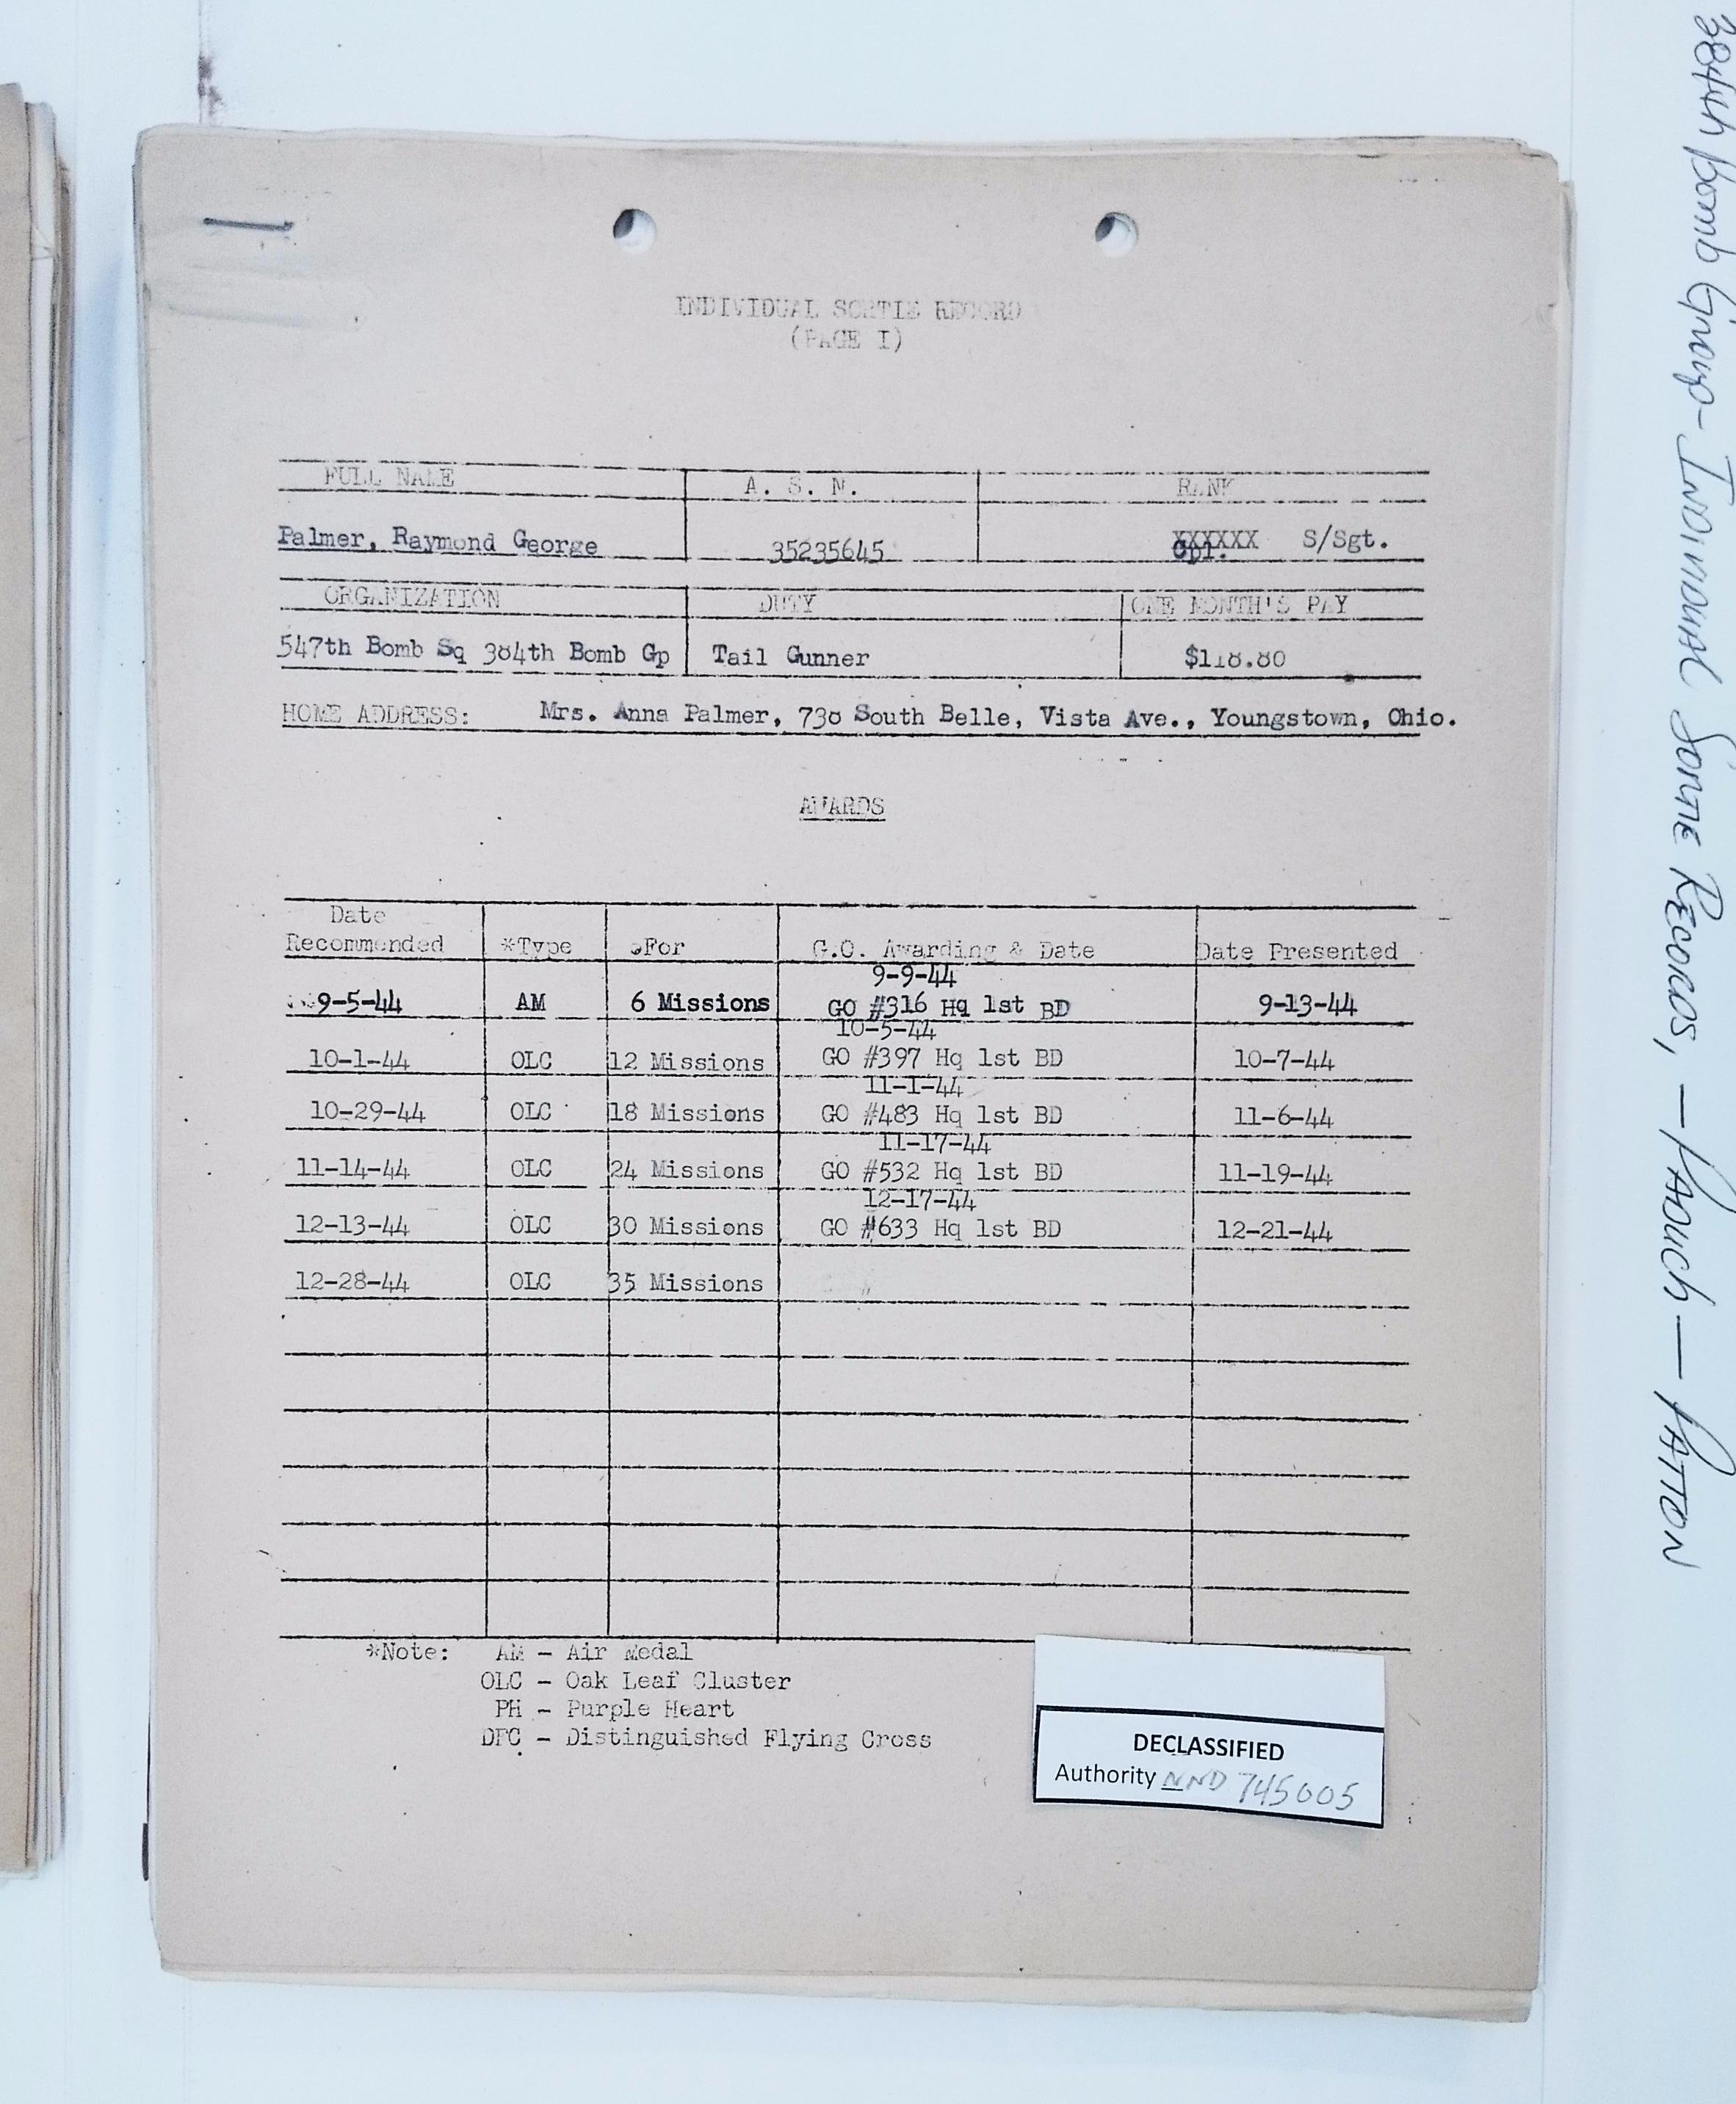 INDIVIDUAL SORTIE RECORD
(PAGE I)
FULL NAME A. S. N. RANK
Palmer, Raymond George 35235645 XXXXXX Cpl. S/Sgt.
ORGANIZATION DUTY ONE MONTH'S PAY
547th Bomb Sq 384th Bomb Gp Tail Gunner $118.80
HOME ADDRESS: Mrs. Anna Palmer, 738 South Belle, Vista Ave., Youngstown, Ohio.
AWARDS
Date
Recommended *Type For G.O. Awarding & Date Date Presented
9-9-44
9-5-44 AM 6 Missions GO #316 Hq 1st BD 9-13-44
10-5-44
10-1-44 OLC 12 Missions GO #397 Hq 1st BD 10-7-44
11-1-44
10-29-44 OLC 18 Missions GO #483 Hq 1st BD 11-6-44
11-17-44
11-14-44 OLC 24 Missions GO #532 Hq 1st BD 11-19-44
12-17-44
12-13-44 OLC 30 Missions GO #633 Hq 1st BD 12-21-44
12-28-44 OLC 35 Missions
*Note: AM - Air Medal
OLC - Oak Leaf Cluster
PH - Purple Heart
DFC - Distinguished Flying Cross
DECLASSIFIED
Authority NND 745005
384th Bomb Group - INDIVIDUAL SORTIE RECORDS, - PADUCH - PATTON